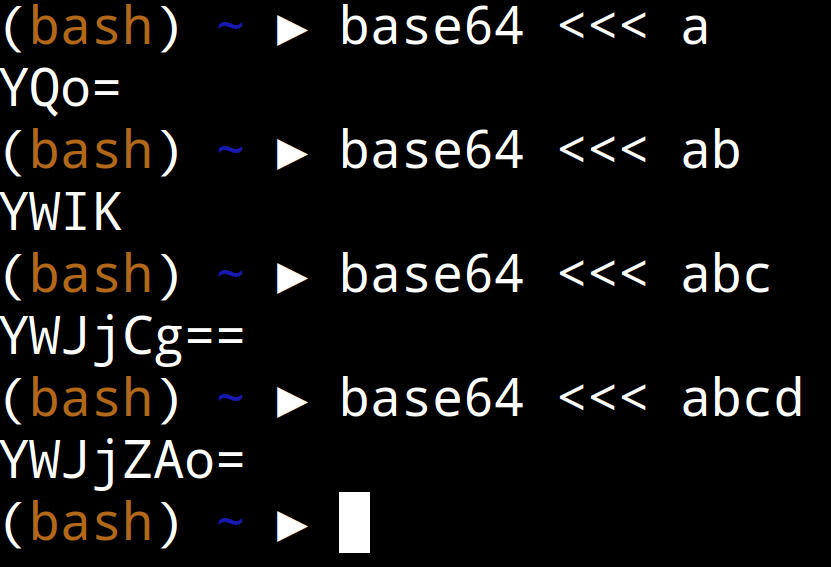 (bash) ~ ▶ base64 <<< a
YQo=
(bash) ~ ▶ base64 <<< ab
YWIK
(bash) ~ ▶ base64 <<< abc
YWJjCg==
(bash) ~ ▶ base64 <<< abcd
YWJjZAo=
(bash) ~ ▶